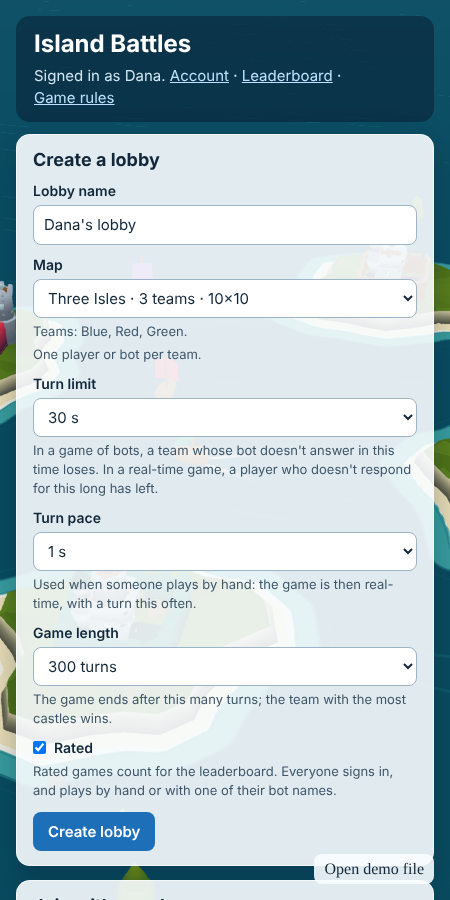 Island Battles
Signed in as Dana. Account · Leaderboard ·
Game rules
Create a lobby
Lobby name
Dana's lobby
Map
Three Isles · 3 teams · 10×10
Teams: Blue, Red, Green.
One player or bot per team.
Turn limit
30 s
In a game of bots, a team whose bot doesn't answer in this
time loses. In a real-time game, a player who doesn't respond
for this long has left.
Turn pace
1 s
Used when someone plays by hand: the game is then real-
time, with a turn this often.
Game length
300 turns
The game ends after this many turns; the team with the most
castles wins.
Rated
Rated games count for the leaderboard. Everyone signs in,
and plays by hand or with one of their bot names.
Create lobby
Open demo file